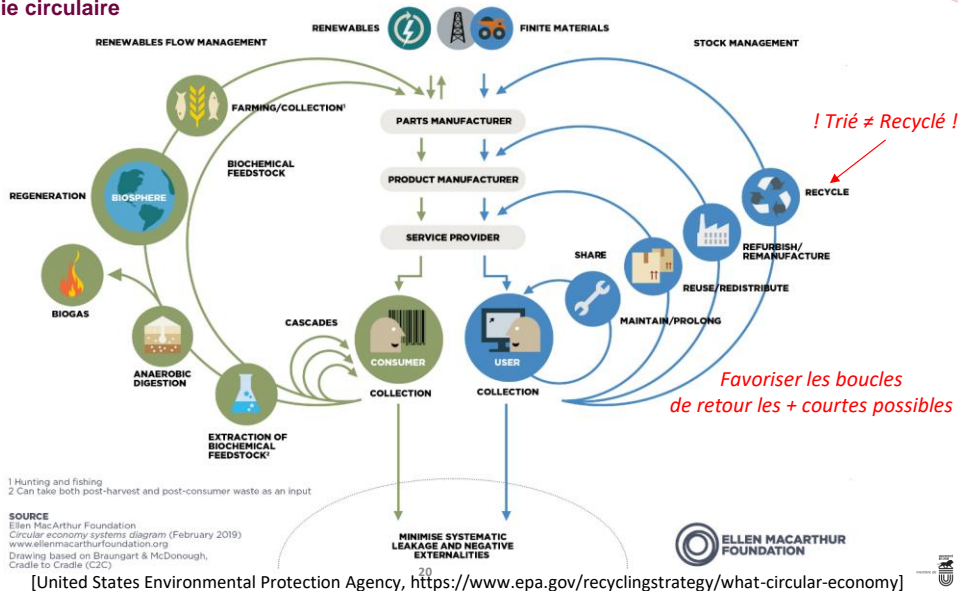 ie circulaire
RENEWABLES FLOW MANAGEMENT
RENEWABLES
FINITE MATERIALS
STOCK MANAGEMENT
FARMING/COLLECTION¹
PARTS MANUFACTURER
! Trié ≠ Recyclé !
BIOCHEMICAL
FEEDSTOCK
PRODUCT MANUFACTURER
REGENERATION
BIOSPHERE
RECYCLE
SERVICE PROVIDER
SHARE
REFURBISH/
REMANUFACTURE
REUSE/REDISTRIBUTE
BIOGAS
CASCADES
MAINTAIN/PROLONG
CONSUMER
USER
ANAEROBIC
DIGESTION
COLLECTION
COLLECTION
Favoriser les boucles
de retour les + courtes possibles
EXTRACTION OF
BIOCHEMICAL
FEEDSTOCK²
1 Hunting and fishing
2 Can take both post-harvest and post-consumer waste as an input
SOURCE
Ellen MacArthur Foundation
Circular economy systems diagram (February 2019)
www.ellenmacarthurfoundation.org
Drawing based on Braungart & McDonough,
Cradle to Cradle (C2C)
MINIMISE SYSTEMATIC
LEAKAGE AND NEGATIVE
EXTERNALITIES
ELLEN MACARTHUR
FOUNDATION
20
[United States Environmental Protection Agency, https://www.epa.gov/recyclingstrategy/what-circular-economy]